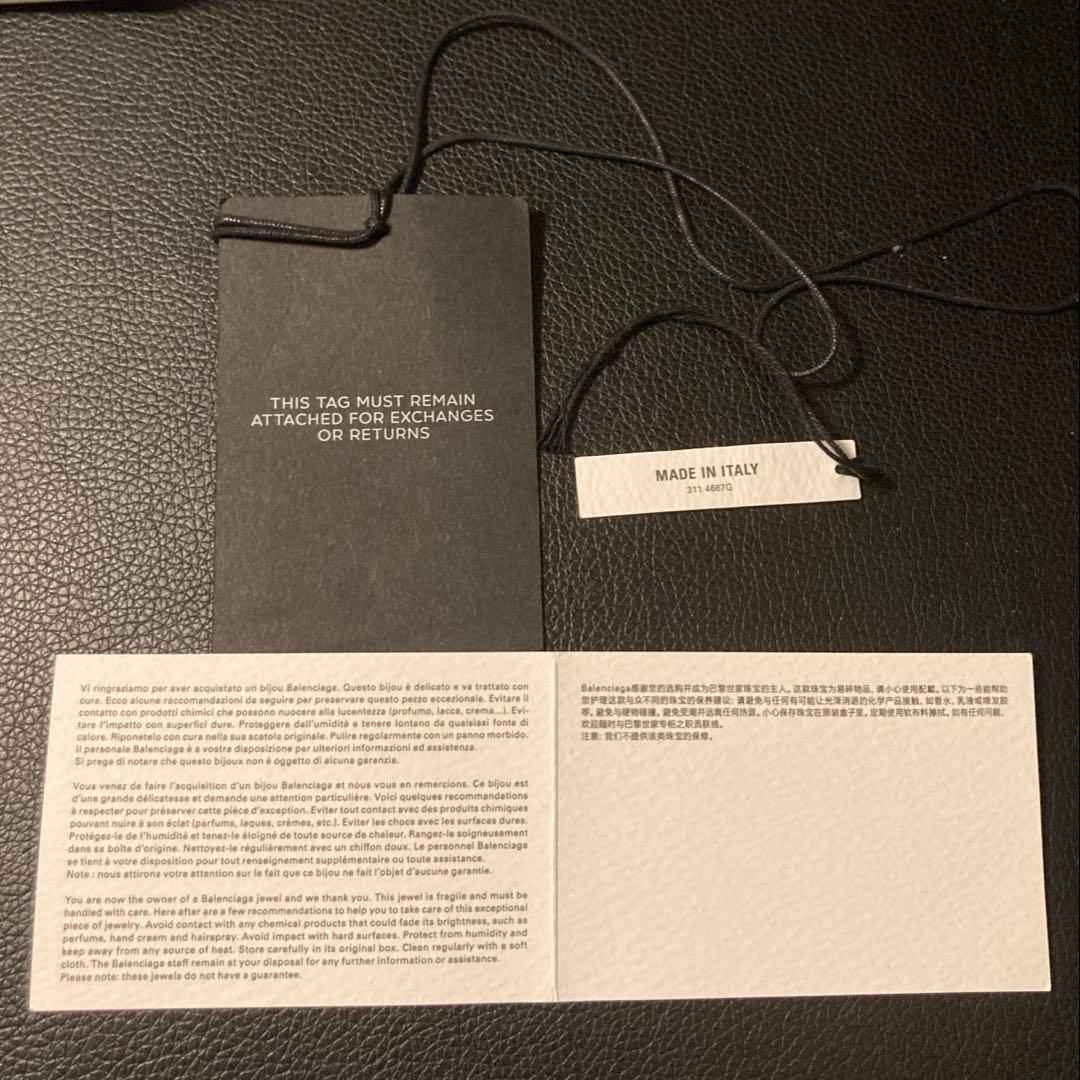 THIS TAG MUST REMAIN
ATTACHED FOR EXCHANGES
OR RETURNS
MADE IN ITALY
311 4667G
Vi ringraziamo per aver acquistato un bijou Balenciaga. Questo bijou è delicato e va trattato con
cura. Ecco alcune raccomandazioni da seguire per preservare questo pezzo eccezionale. Evitare il
contatto con prodotti chimici che possono nuocere alla lucentezza (profumo, lacca, crema...). Evi-
tare l'impatto con superfici dure. Proteggere dall'umidità e tenere lontano da qualsiasi fonte di
calore. Riponetelo con cura nella sua scatola originale. Pulire regolarmente con un panno morbido.
Il personale Balenciaga è a vostra disposizione per ulteriori informazioni ed assistenza.
Si prega di notare che questo bijoux non è oggetto di alcuna garanzia.
Vous venez de faire l'acquisition d'un bijou Balenciaga et nous vous en remercions. Ce bijou est
d'une grande délicatesse et demande une attention particulière. Voici quelques recommandations
à respecter pour préserver cette pièce d'exception. Eviter tout contact avec des produits chimiques
pouvant nuire à son éclat (parfums, laques, crèmes, etc.). Eviter les chocs avec les surfaces dures.
Protégez-le de l'humidité et tenez-le éloigné de toute source de chaleur. Rangez-le soigneusement
dans sa boîte d'origine. Nettoyez-le régulièrement avec un chiffon doux. Le personnel Balenciaga
se tient à votre disposition pour tout renseignement supplémentaire ou toute assistance.
Note : nous attirons votre attention sur le fait que ce bijou ne fait l'objet d'aucune garantie.
You are now the owner of a Balenciaga jewel and we thank you. This jewel is fragile and must be
handled with care. Here after are a few recommendations to help you to take care of this exceptional
piece of jewelry. Avoid contact with any chemical products that could fade its brightness, such as
perfume, hand cream and hairspray. Avoid impact with hard surfaces. Protect from humidity and
keep away from any source of heat. Store carefully in its original box. Clean regularly with a soft
cloth. The Balenciaga staff remain at your disposal for any further information or assistance.
Please note: these jewels do not have a guarantee.
Balenciaga感谢您的选购并成为巴黎世家珠宝的主人。这款珠宝为易碎物品，请小心使用配戴。以下为一些能帮助
您护理这款与众不同的珠宝的保养建议: 请避免与任何有可能让光泽消退的化学产品接触，如香水，乳液或喷发胶
等。避免与硬物碰撞。避免受潮并远离任何热源。小心保存珠宝在原装盒子里。定期使用软布料擦拭。如有任何问题，
欢迎随时与巴黎世家专柜之职员联络。
注意: 我们不提供该类珠宝的保修。